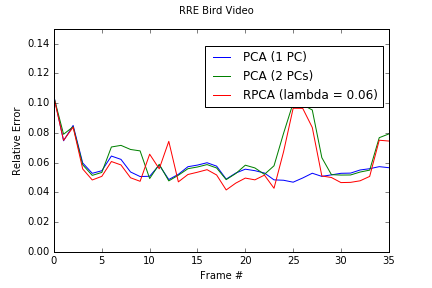 RRE Bird Video
0.14
0.12
0.10
0.08
0.06
0.04
0.02
0.00
Relative Error
PCA (1 PC)
PCA (2 PCs)
RPCA (lambda = 0.06)
0 5 10 15 20 25 30 35
Frame #